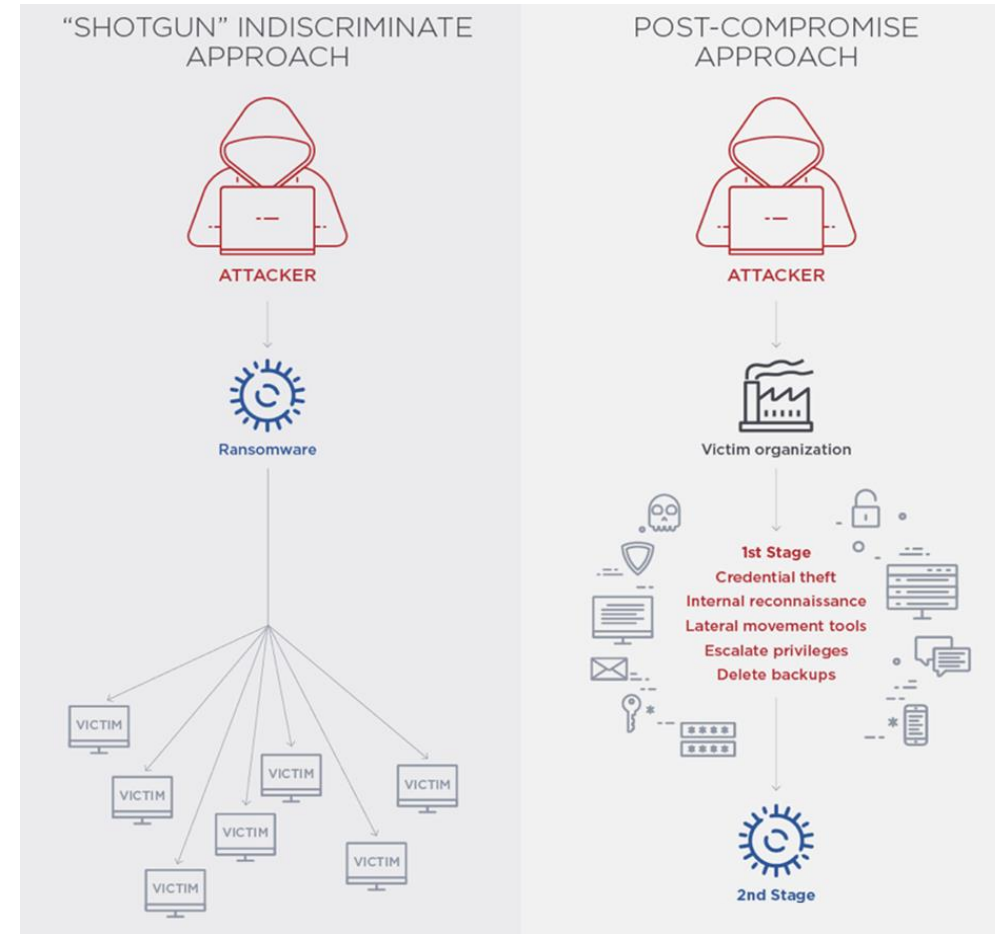 “SHOTGUN” INDISCRIMINATE
APPROACH
ATTACKER
Ransomware
VICTIM
VICTIM
VICTIM
VICTIM
VICTIM
VICTIM
VICTIM
POST-COMPROMISE
APPROACH
ATTACKER
Victim organization
1st Stage
Credential theft
Internal reconnaissance
Lateral movement tools
Escalate privileges
Delete backups
2nd Stage